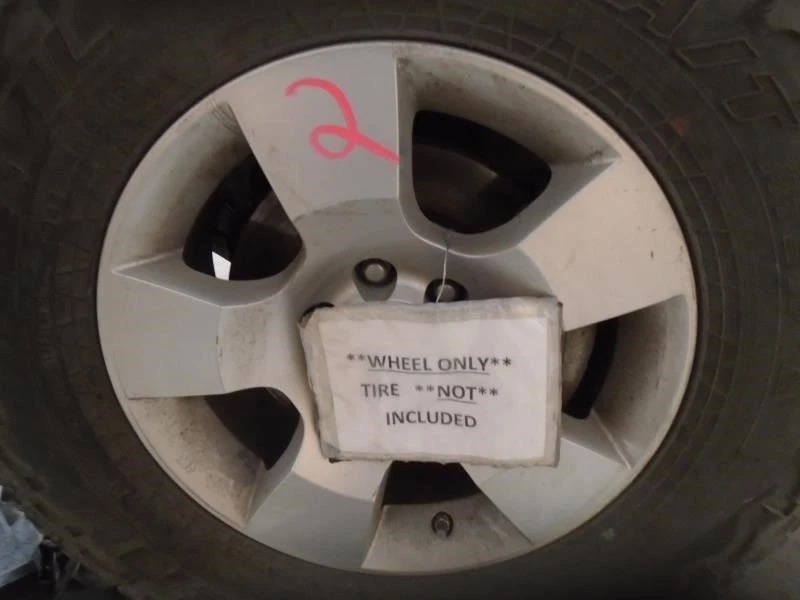 2
**WHEEL ONLY**
TIRE **NOT**
INCLUDED